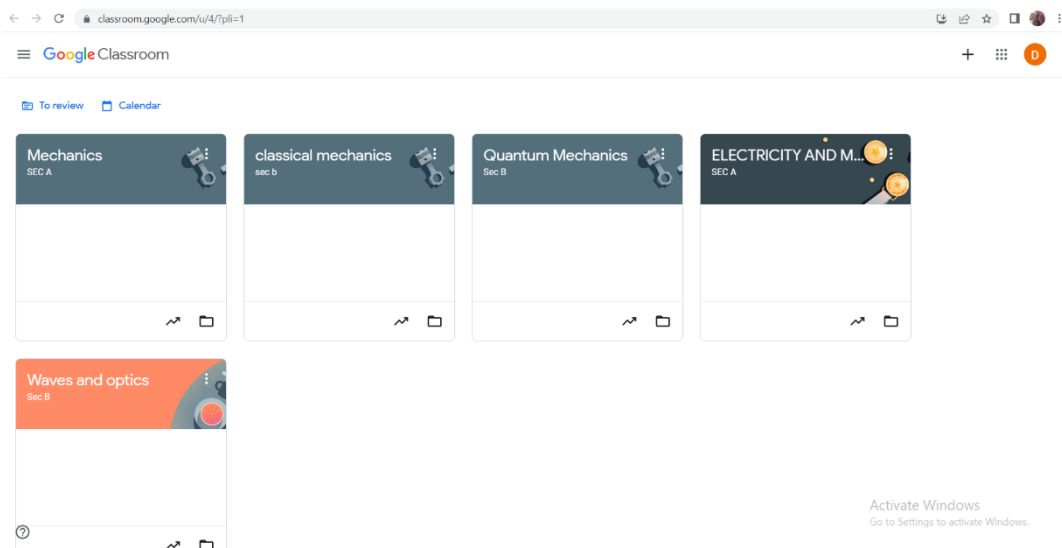 classroom.google.com/u/4/?pli=1
Google Classroom
D
To review
Calendar
Mechanics
SEC A
classical mechanics
sec b
Quantum Mechanics
Sec B
ELECTRICITY AND M...
SEC A
Waves and optics
Sec B
Activate Windows
Go to Settings to activate Windows.